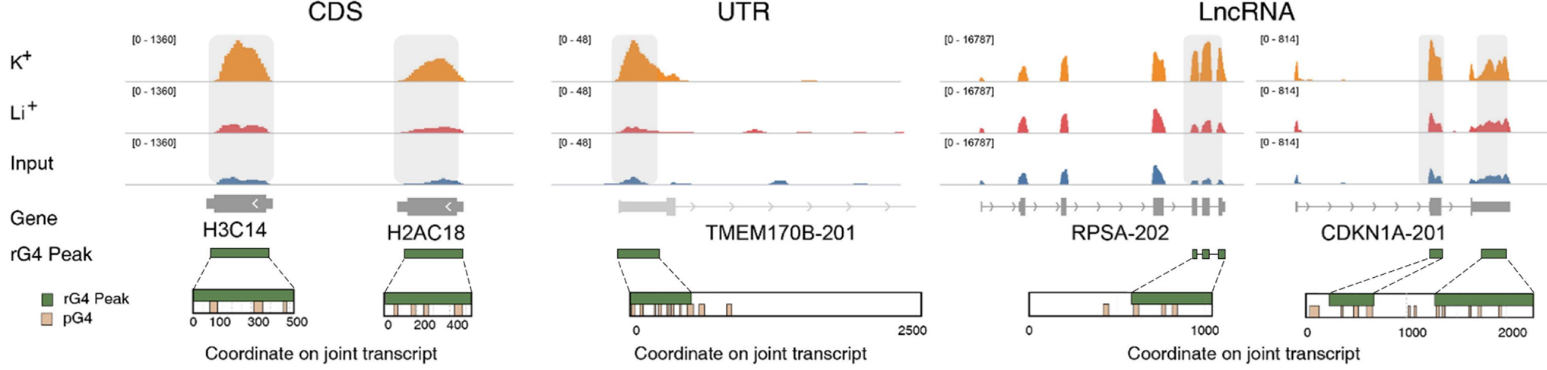 CDS UTR LncRNA
K+ [0 - 1360] [0 - 48] [0 - 16787] [0 - 814]
Li+ [0 - 1360] [0 - 48] [0 - 16787] [0 - 814]
Input [0 - 1360] [0 - 48] [0 - 16787] [0 - 814]
Gene
H3C14 H2AC18 TMEM170B-201 RPSA-202 CDKN1A-201
rG4 Peak
rG4 Peak
pG4
0 100 300 500 0 200 400 0 2500 0 1000 0 1000 2000
Coordinate on joint transcript Coordinate on joint transcript Coordinate on joint transcript